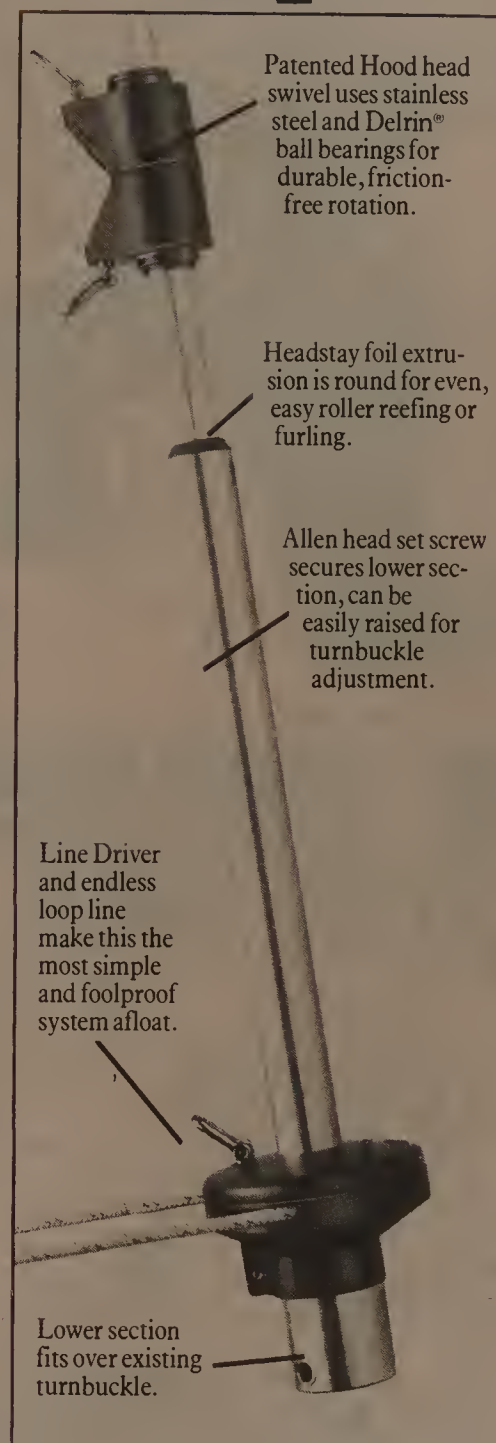 Patented Hood head
swivel uses stainless
steel and Delrin®
ball bearings for
durable, friction-
free rotation.
Headstay foil extru-
sion is round for even,
easy roller reefing or
furling.
Allen head set screw
secures lower sec-
tion, can be
easily raised for
turnbuckle
adjustment.
Line Driver
and endless
loop line
make this the
most simple
and foolproof
system afloat.
Lower section
fits over existing
turnbuckle.